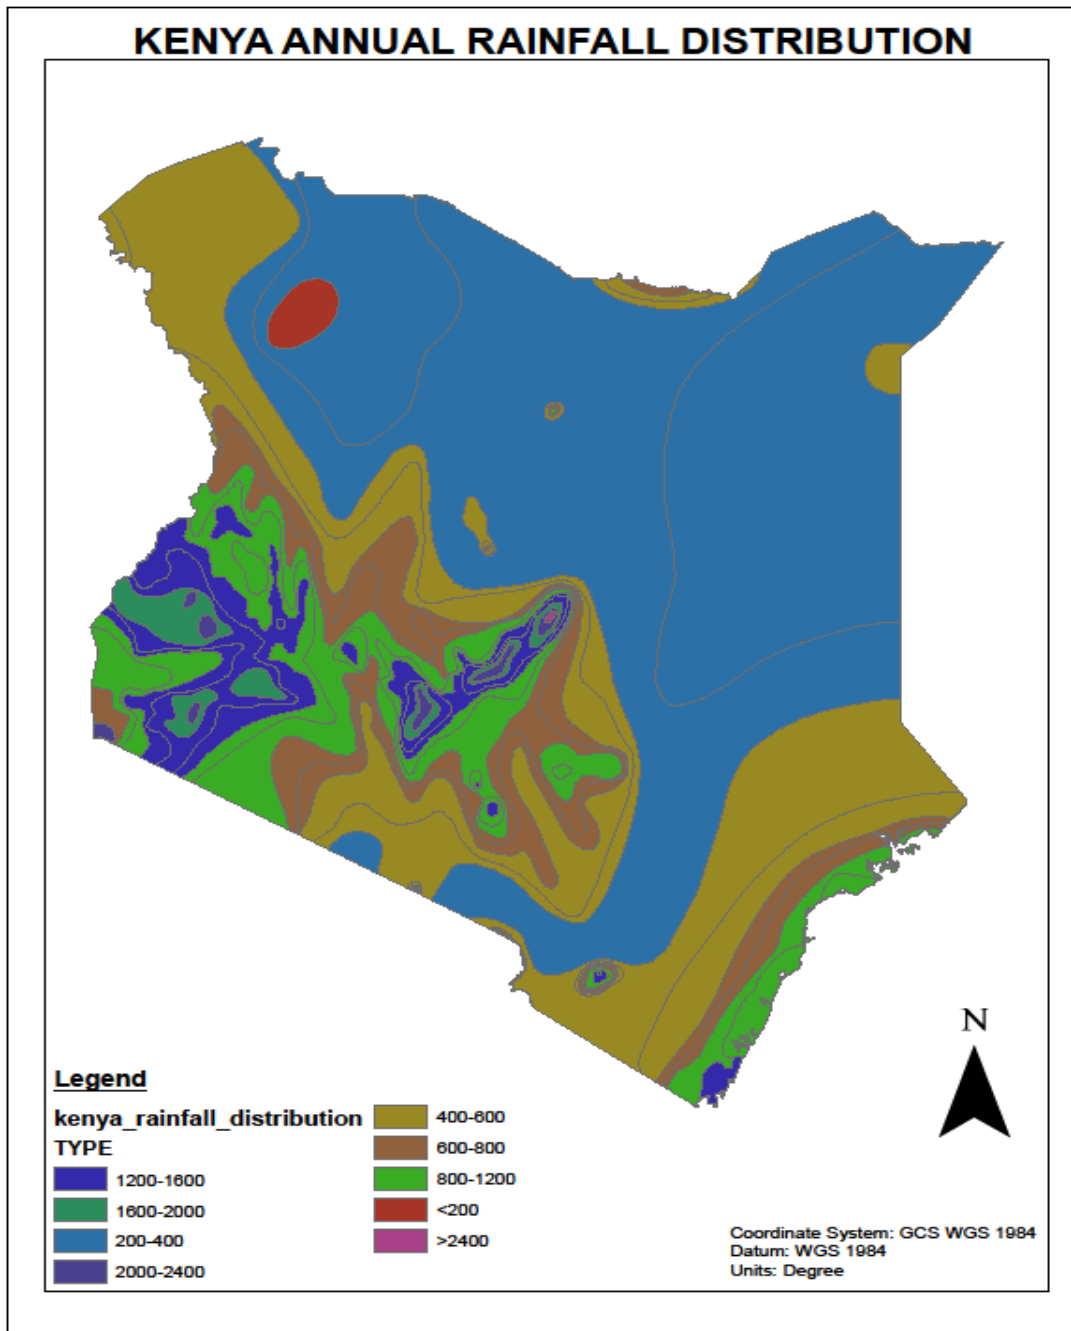 KENYA ANNUAL RAINFALL DISTRIBUTION
N
Legend
kenya_rainfall_distribution
TYPE
1200-1600
1600-2000
200-400
2000-2400
400-600
600-800
800-1200
<200
>2400
Coordinate System: GCS WGS 1984
Datum: WGS 1984
Units: Degree